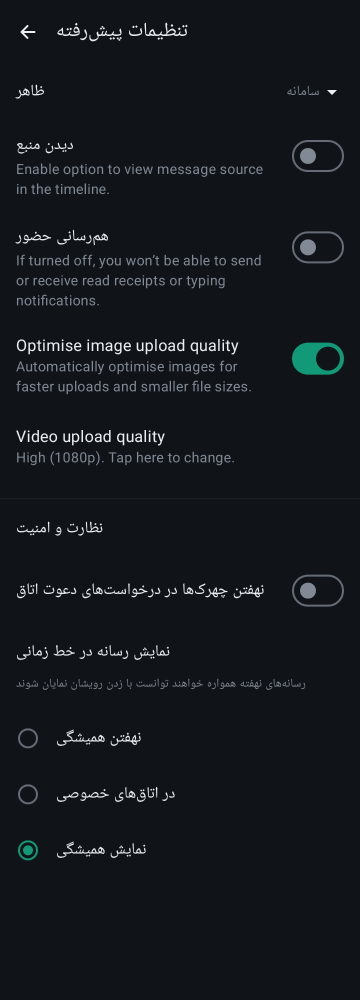 تنظیمات پیش‌رفته
ظاهر
سامانه
دیدن منبع
Enable option to view message source
in the timeline.
هم‌رسانی حضور
If turned off, you won’t be able to send
or receive read receipts or typing
notifications.
Optimise image upload quality
Automatically optimise images for
faster uploads and smaller file sizes.
Video upload quality
High (1080p). Tap here to change.
نظارت و امنیت
نهفتن چهرک‌ها در درخواست‌های دعوت اتاق
نمایش رسانه در خط زمانی
رسانه‌های نهفته همواره خواهند توانست با زدن رویشان نمایان شوند
نهفتن همیشگی
در اتاق‌های خصوصی
نمایش همیشگی